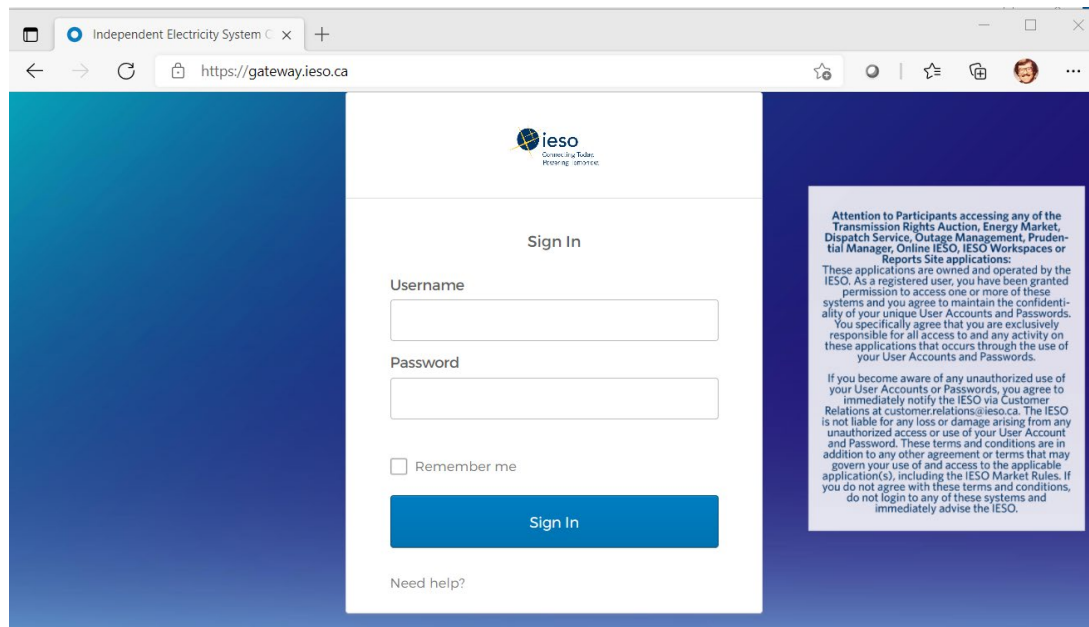 Independent Electricity System C
https://gateway.ieso.ca
ieso
Connecting Today.
Powering Tomorrow.
Sign In
Username
Password
Remember me
Sign In
Need help?
Attention to Participants accessing any of the
Transmission Rights Auction, Energy Market,
Dispatch Service, Outage Management, Pruden-
tial Manager, Online IESO, IESO Workspaces or
Reports Site applications:
These applications are owned and operated by the
IESO. As a registered user, you have been granted
permission to access one or more of these
systems and you agree to maintain the confidenti-
ality of your unique User Accounts and Passwords.
You specifically agree that you are exclusively
responsible for all access to and any activity on
these applications that occurs through the use of
your User Accounts and Passwords.
If you become aware of any unauthorized use of
your User Accounts or Passwords, you agree to
immediately notify the IESO via Customer
Relations at customer.relations@ieso.ca. The IESO
is not liable for any loss or damage arising from any
unauthorized access or use of your User Account
and Password. These terms and conditions are in
addition to any other agreement or terms that may
govern your use of and access to the applicable
application(s), including the IESO Market Rules. If
you do not agree with these terms and conditions,
do not login to any of these systems and
immediately advise the IESO.